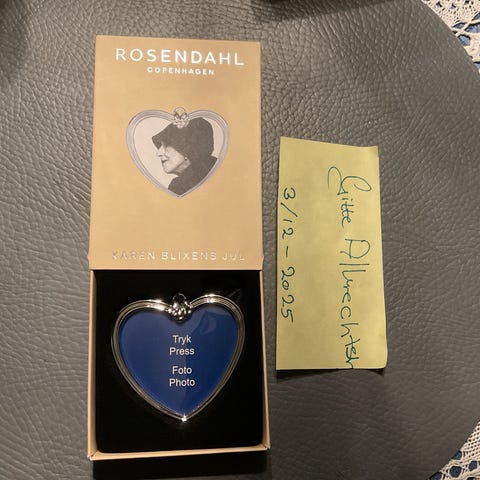 ROSENDAHL
COPENHAGEN
KAREN BLIXENS JUL
Tryk
Press
Foto
Photo
Gitte Albrechtsen
3/12-2025